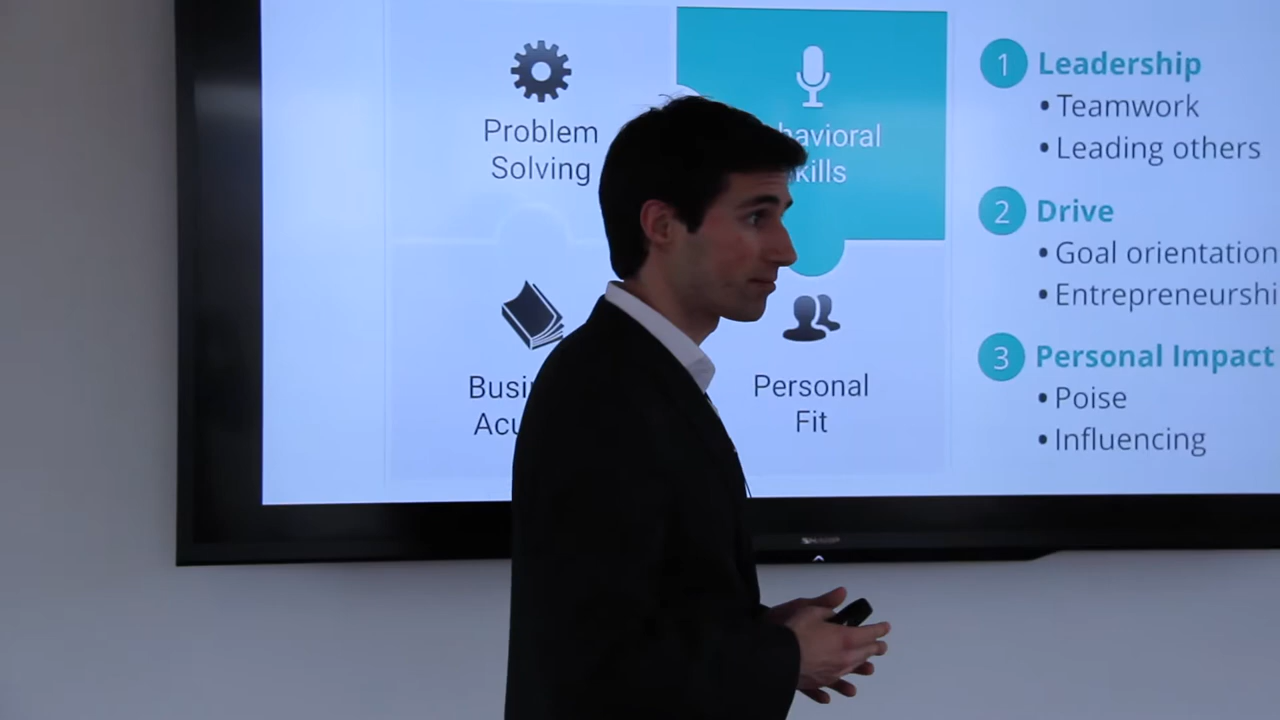 Problem
Solving
havioral
kills
Busi
Acu
Personal
Fit
1 Leadership
• Teamwork
• Leading others
2 Drive
• Goal orientation
• Entrepreneurshi
3 Personal Impact
• Poise
• Influencing
SHARP